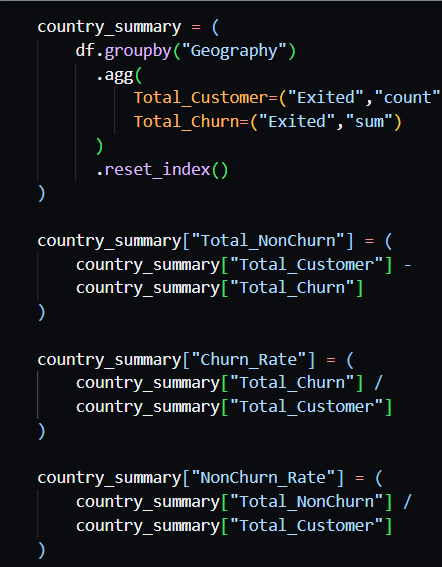 country_summary = (
    df.groupby("Geography")
      .agg(
          Total_Customer=("Exited","count"
          Total_Churn=("Exited","sum")
      )
      .reset_index()
)

country_summary["Total_NonChurn"] = (
    country_summary["Total_Customer"] -
    country_summary["Total_Churn"]
)

country_summary["Churn_Rate"] = (
    country_summary["Total_Churn"] /
    country_summary["Total_Customer"]
)

country_summary["NonChurn_Rate"] = (
    country_summary["Total_NonChurn"] /
    country_summary["Total_Customer"]
)